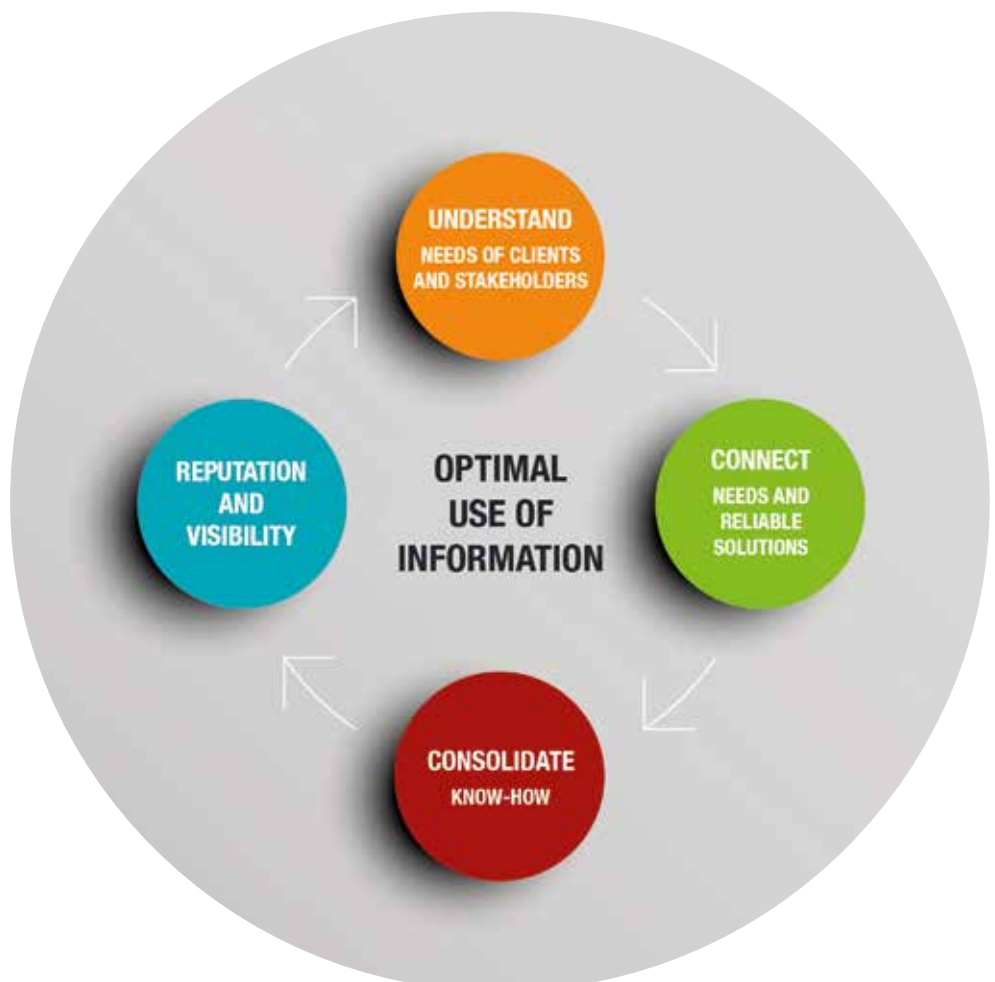 UNDERSTAND
NEEDS OF CLIENTS
AND STAKEHOLDERS
CONNECT
NEEDS AND
RELIABLE
SOLUTIONS
CONSOLIDATE
KNOW-HOW
REPUTATION
AND
VISIBILITY
OPTIMAL
USE OF
INFORMATION